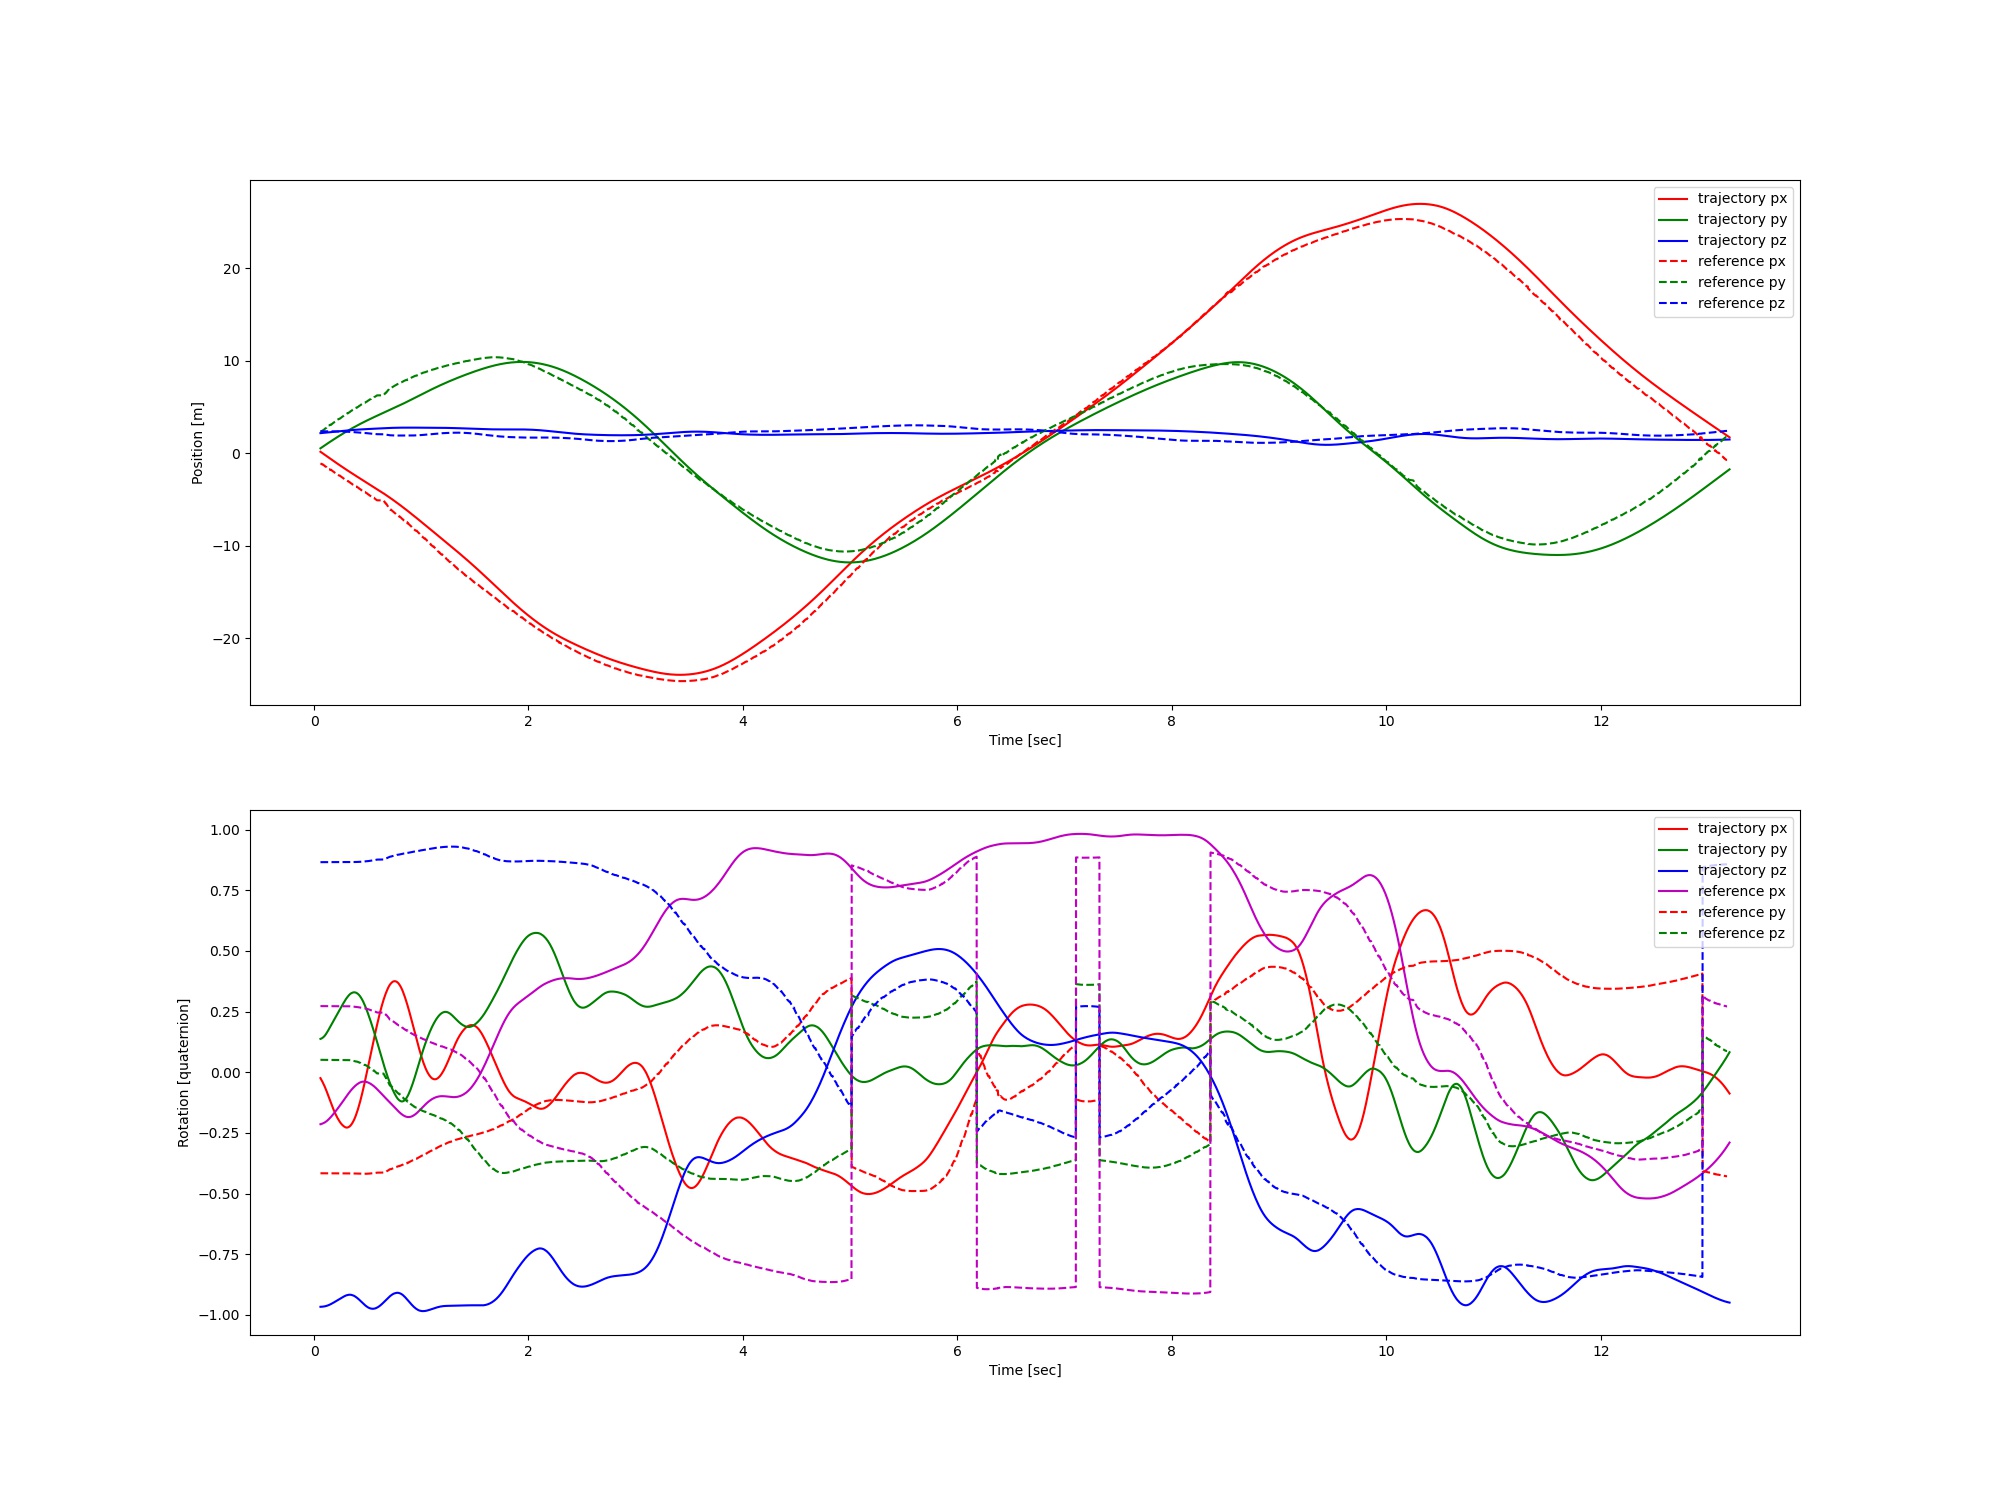 20
10
0
−10
−20
Position [m]
trajectory px
trajectory py
trajectory pz
reference px
reference py
reference pz
0 2 4 6 8 10 12
Time [sec]
1.00
0.75
0.50
0.25
0.00
−0.25
−0.50
−0.75
−1.00
Rotation [quaternion]
trajectory px
trajectory py
trajectory pz
reference px
reference py
reference pz
0 2 4 6 8 10 12
Time [sec]